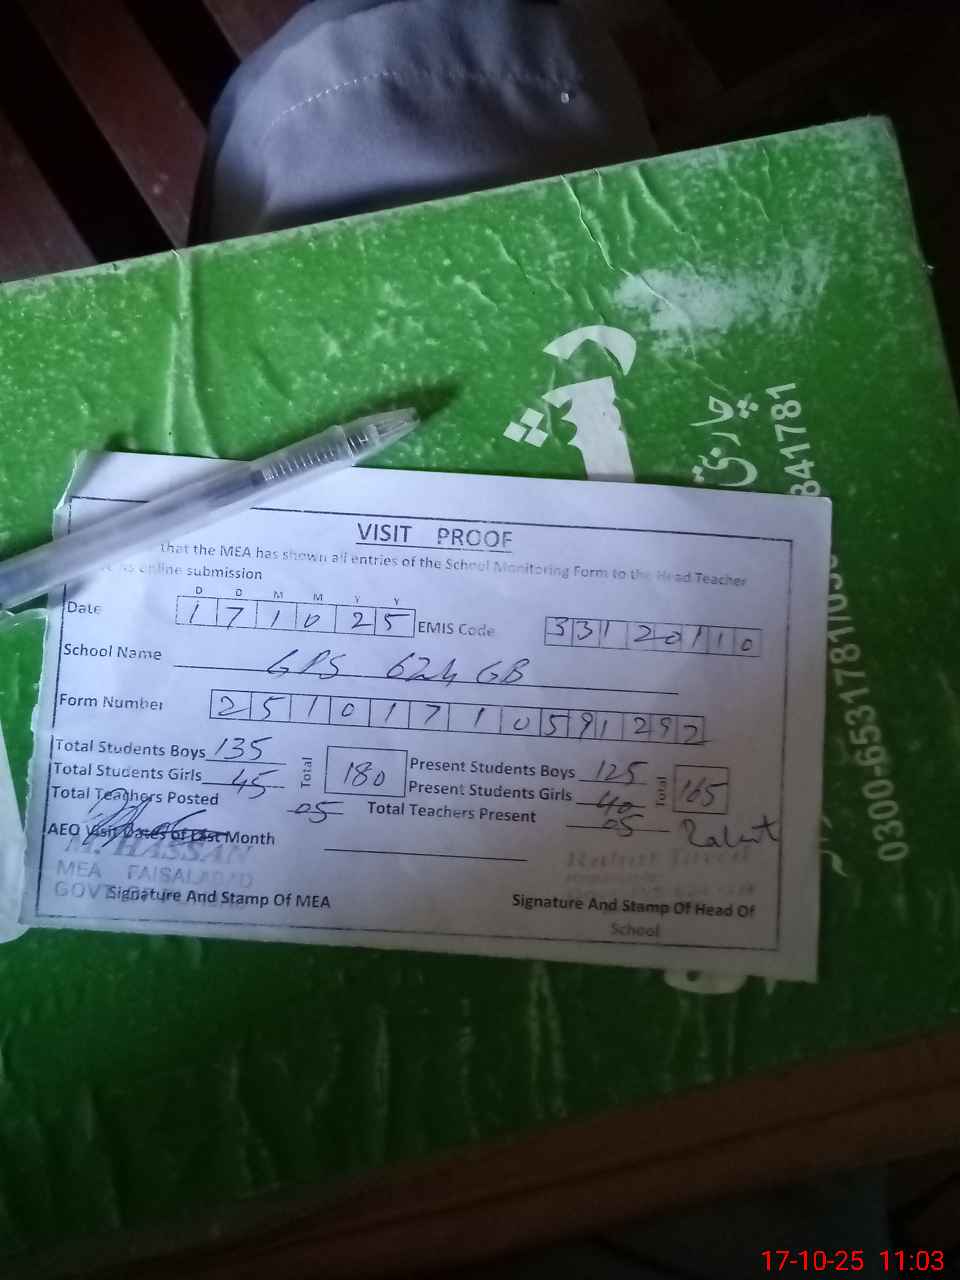 841781
0300-6531781/030
VISIT PROOF
that the MEA has shown all entries of the School Monitoring Form to the Head Teacher
online submission
D D M M Y Y
Date 1 7 1 0 2 5 EMIS Code 3 3 1 2 0 1 1 0
School Name GPS 624 GB
Form Number 2 5 1 0 1 7 1 0 5 9 1 2 9 2
Total Students Boys 135 Total 180 Present Students Boys 125 Total 165
Total Students Girls 45 Present Students Girls 40
Total Teachers Posted 05 Total Teachers Present 05
AEO Visit Dates of Last Month
M. HASSAN
MEA FAISALABAD
GOVT
Signature And Stamp Of MEA Signature And Stamp Of Head Of
School
17-10-25 11:03